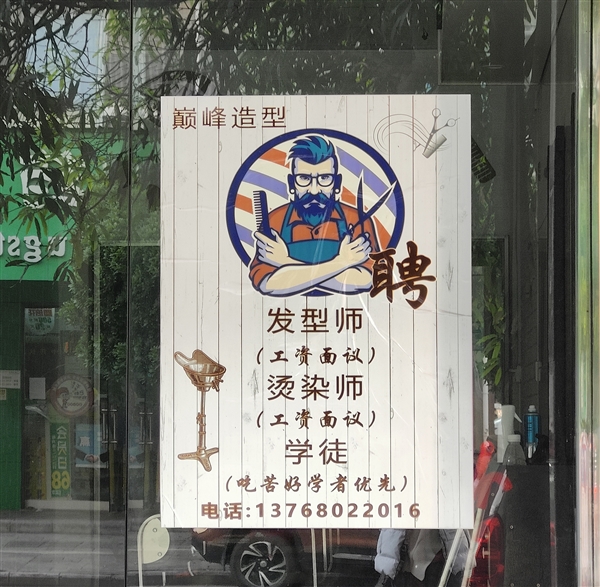 巅峰造型
聘
发型师
（工资面议）
烫染师
（工资面议）
学徒
（吃苦好学者优先）
电话:13768022016